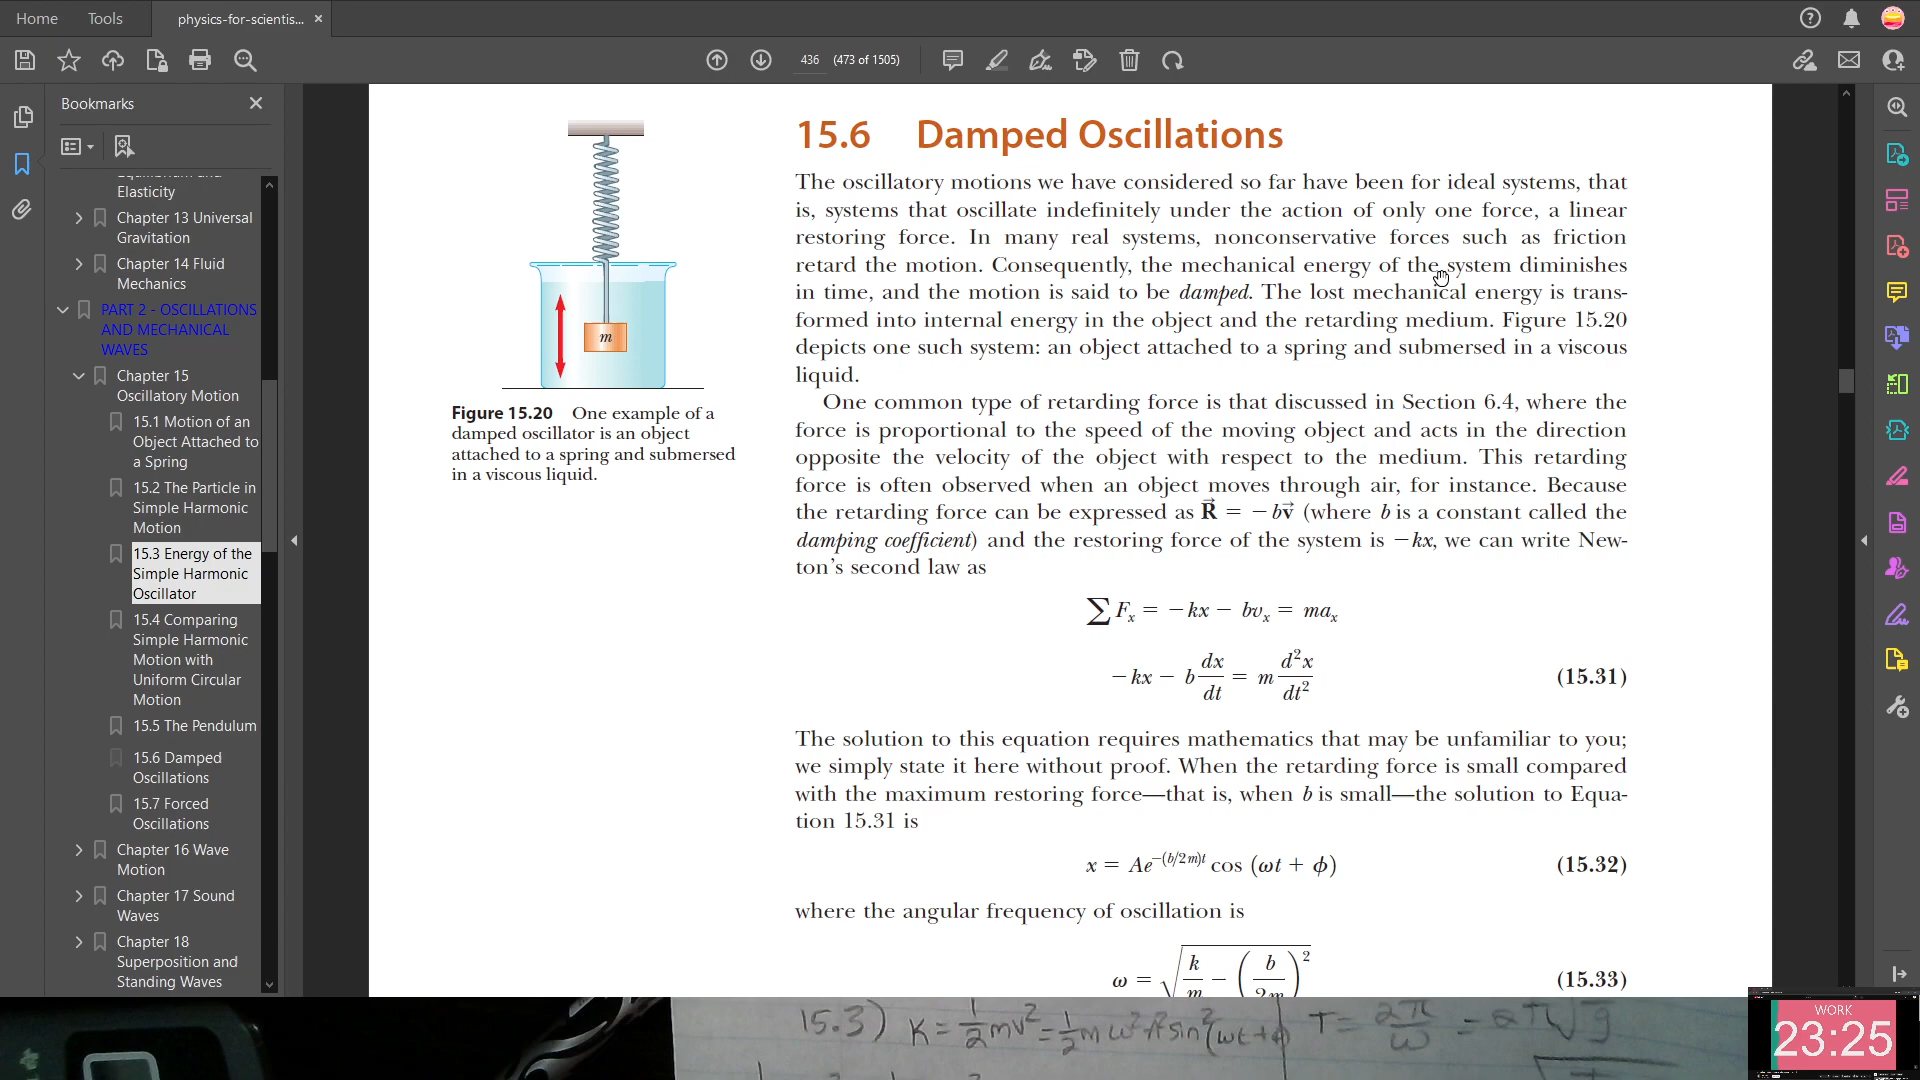 Home Tools physics-for-scientis... ×
436 (473 of 1505)
Bookmarks
Elasticity
Chapter 13 Universal
Gravitation
Chapter 14 Fluid
Mechanics
PART 2 - OSCILLATIONS
AND MECHANICAL
WAVES
Chapter 15
Oscillatory Motion
15.1 Motion of an
Object Attached to
a Spring
15.2 The Particle in
Simple Harmonic
Motion
15.3 Energy of the
Simple Harmonic
Oscillator
15.4 Comparing
Simple Harmonic
Motion with
Uniform Circular
Motion
15.5 The Pendulum
15.6 Damped
Oscillations
15.7 Forced
Oscillations
Chapter 16 Wave
Motion
Chapter 17 Sound
Waves
Chapter 18
Superposition and
Standing Waves
m
Figure 15.20 One example of a
damped oscillator is an object
attached to a spring and submersed
in a viscous liquid.
15.6 Damped Oscillations
The oscillatory motions we have considered so far have been for ideal systems, that
is, systems that oscillate indefinitely under the action of only one force, a linear
restoring force. In many real systems, nonconservative forces such as friction
retard the motion. Consequently, the mechanical energy of the system diminishes
in time, and the motion is said to be damped. The lost mechanical energy is trans-
formed into internal energy in the object and the retarding medium. Figure 15.20
depicts one such system: an object attached to a spring and submersed in a viscous
liquid.
One common type of retarding force is that discussed in Section 6.4, where the
force is proportional to the speed of the moving object and acts in the direction
opposite the velocity of the object with respect to the medium. This retarding
force is often observed when an object moves through air, for instance. Because
the retarding force can be expressed as R⃗ = −bv⃗ (where b is a constant called the
damping coefficient) and the restoring force of the system is −kx, we can write New-
ton's second law as
∑ Fₓ = −kx − bvₓ = maₓ
−kx − b dx/dt = m d²x/dt² (15.31)
The solution to this equation requires mathematics that may be unfamiliar to you;
we simply state it here without proof. When the retarding force is small compared
with the maximum restoring force—that is, when b is small—the solution to Equa-
tion 15.31 is
x = Ae^−(b/2m)t cos (ωt + ϕ) (15.32)
where the angular frequency of oscillation is
ω = √(k/m − (b/2m)²) (15.33)
15.3) K = ½mv² = ½mω²A²sin²(ωt+ϕ) T = 2π/ω = 2π√
WORK
23:25